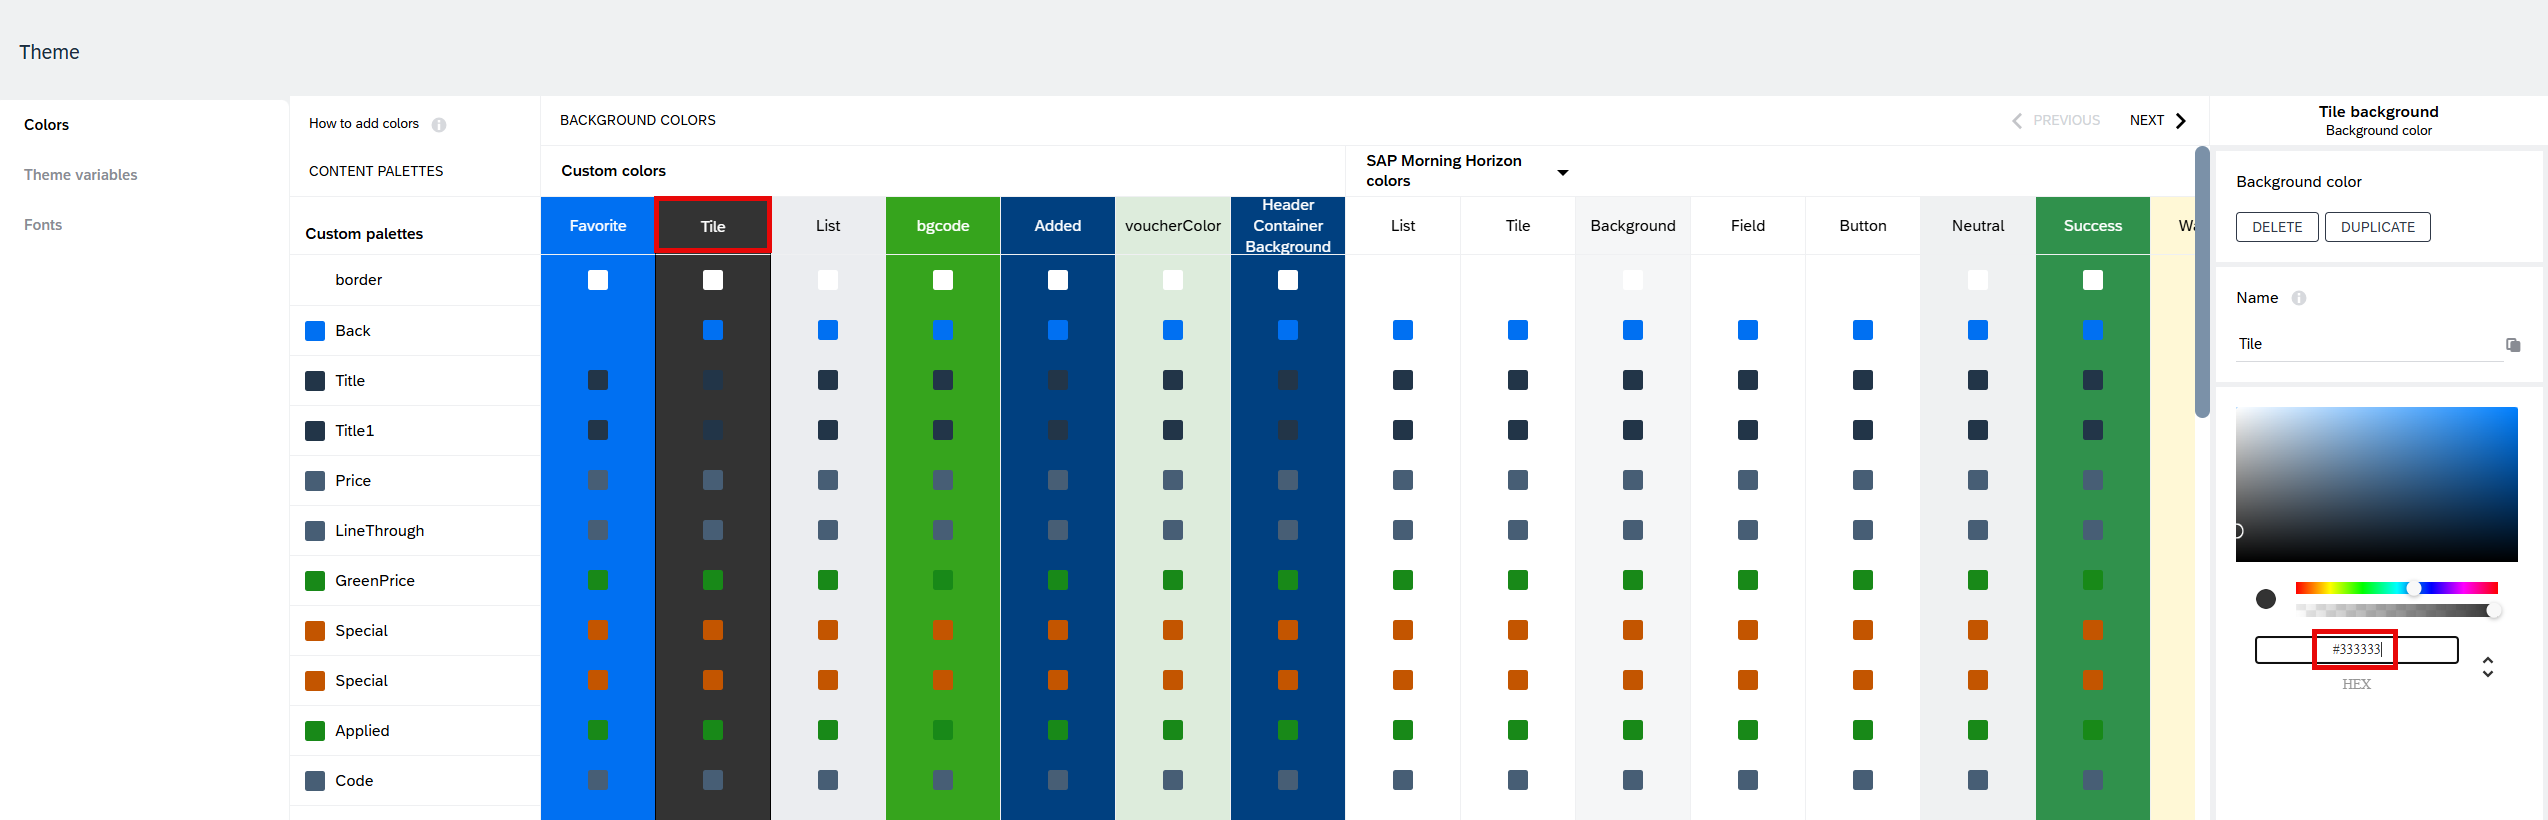 Theme
Colors
Theme variables
Fonts
How to add colors
CONTENT PALETTES
Custom palettes
border
Back
Title
Title1
Price
LineThrough
GreenPrice
Special
Special
Applied
Code
BACKGROUND COLORS
PREVIOUS
NEXT
Custom colors
SAP Morning Horizon
colors
Favorite
Tile
List
bgcode
Added
voucherColor
Header
Container
Background
List
Tile
Background
Field
Button
Neutral
Success
Tile background
Background color
Background color
DELETE
DUPLICATE
Name
Tile
#333333
HEX